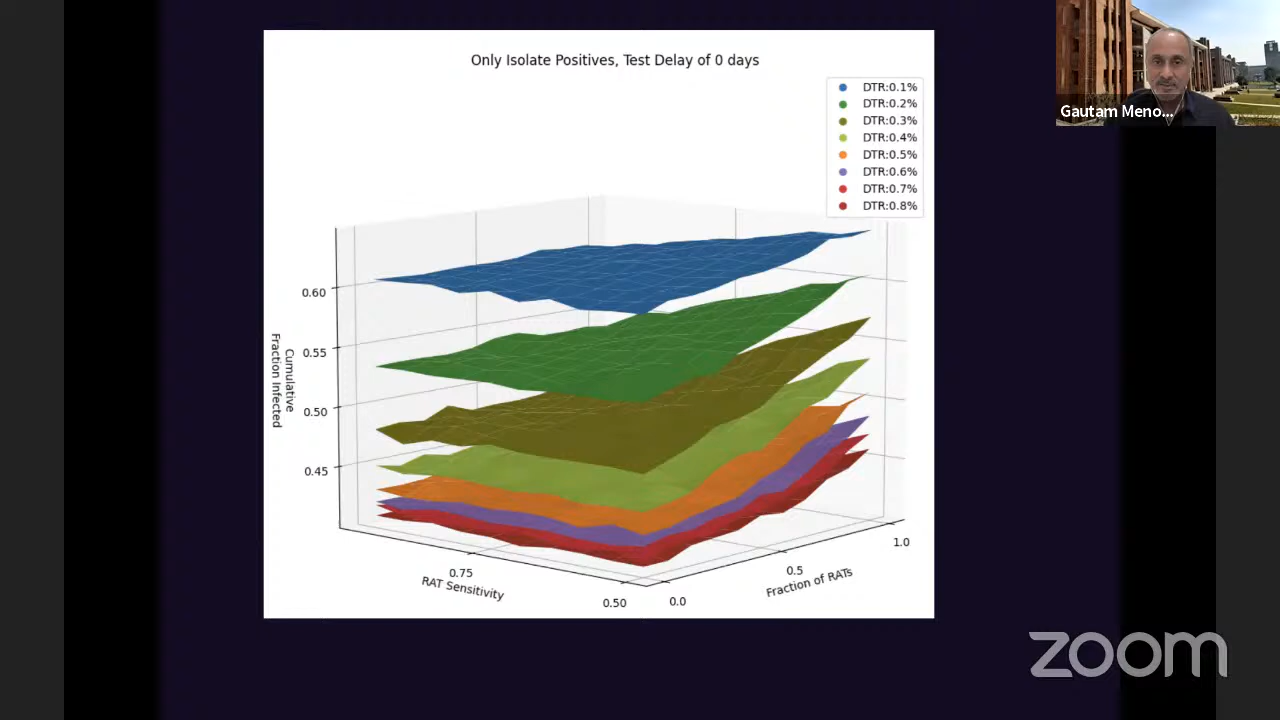 Only Isolate Positives, Test Delay of 0 days
DTR:0.1%
DTR:0.2%
DTR:0.3%
DTR:0.4%
DTR:0.5%
DTR:0.6%
DTR:0.7%
DTR:0.8%
Gautam Meno...
0.60
0.55
0.50
0.45
Cumulative
Fraction Infected
0.75
0.50
RAT Sensitivity
0.0
0.5
1.0
Fraction of RATs
zoom